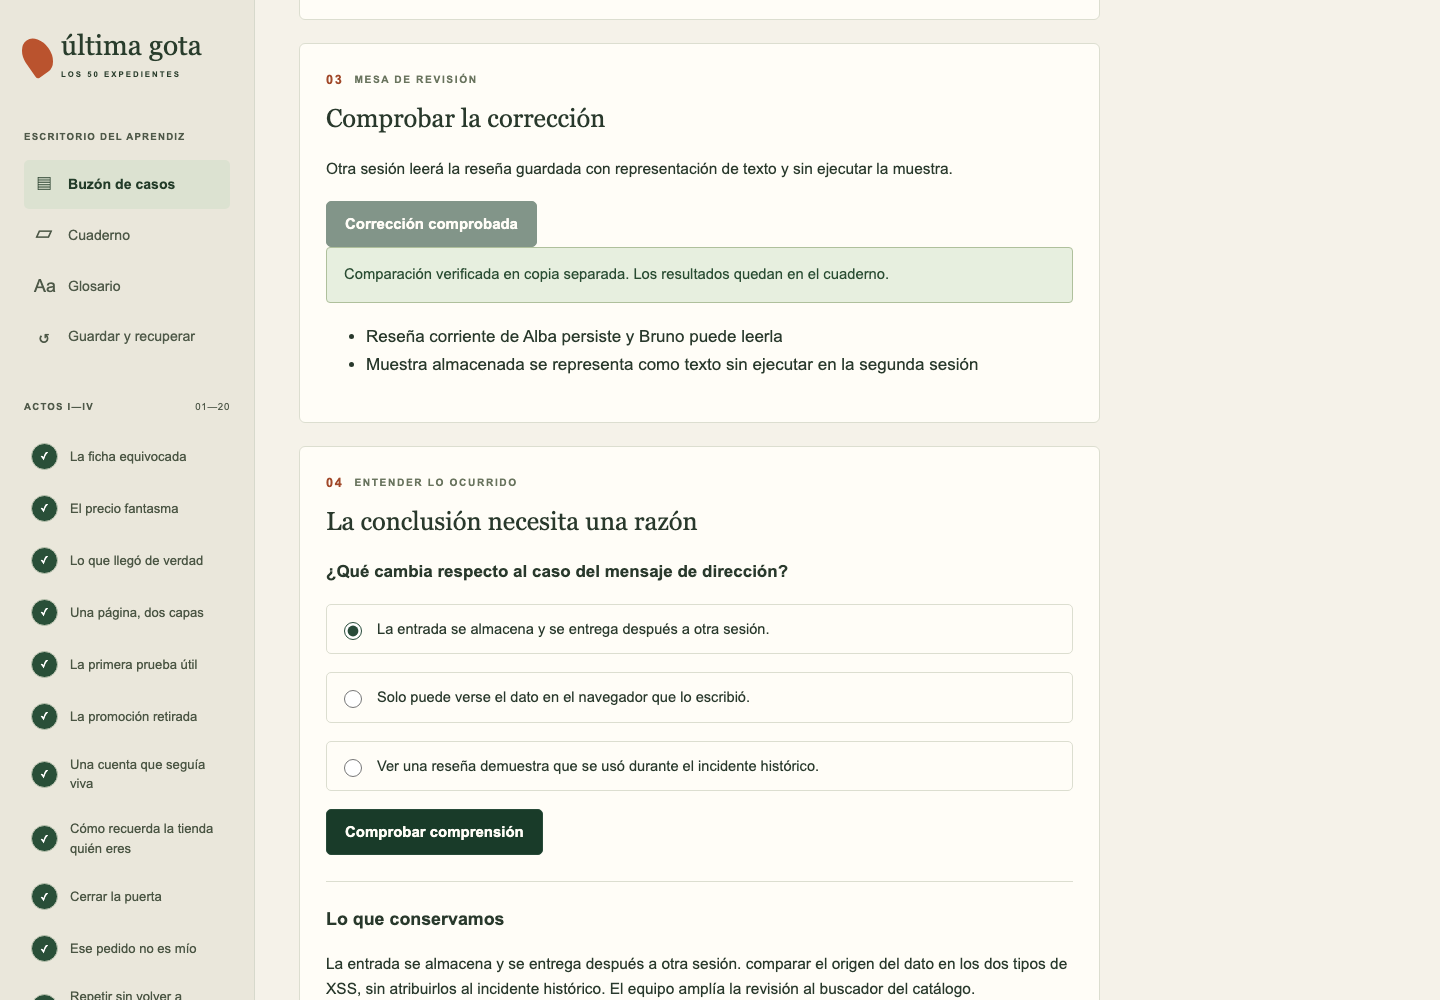 última gota
LOS 50 EXPEDIENTES
ESCRITORIO DEL APRENDIZ
Buzón de casos
Cuaderno
Aa Glosario
Guardar y recuperar
ACTOS I—IV 01—20
La ficha equivocada
El precio fantasma
Lo que llegó de verdad
Una página, dos capas
La primera prueba útil
La promoción retirada
Una cuenta que seguía
viva
Cómo recuerda la tienda
quién eres
Cerrar la puerta
Ese pedido no es mío
Repetir sin volver a
03 MESA DE REVISIÓN
Comprobar la corrección
Otra sesión leerá la reseña guardada con representación de texto y sin ejecutar la muestra.
Corrección comprobada
Comparación verificada en copia separada. Los resultados quedan en el cuaderno.
Reseña corriente de Alba persiste y Bruno puede leerla
Muestra almacenada se representa como texto sin ejecutar en la segunda sesión
04 ENTENDER LO OCURRIDO
La conclusión necesita una razón
¿Qué cambia respecto al caso del mensaje de dirección?
La entrada se almacena y se entrega después a otra sesión.
Solo puede verse el dato en el navegador que lo escribió.
Ver una reseña demuestra que se usó durante el incidente histórico.
Comprobar comprensión
Lo que conservamos
La entrada se almacena y se entrega después a otra sesión. comparar el origen del dato en los dos tipos de
XSS, sin atribuirlos al incidente histórico. El equipo amplía la revisión al buscador del catálogo.